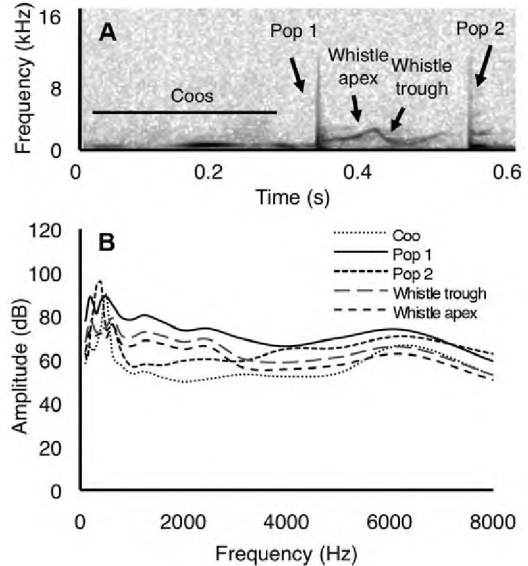 A
Frequency (kHz)
16
8
0
Coos
Pop 1
Whistle
apex
Whistle
trough
Pop 2
0
0.2
0.4
0.6
Time (s)
B
Amplitude (dB)
120
100
80
60
40
20
0
Coo
Pop 1
Pop 2
Whistle trough
Whistle apex
0
2000
4000
6000
8000
Frequency (Hz)